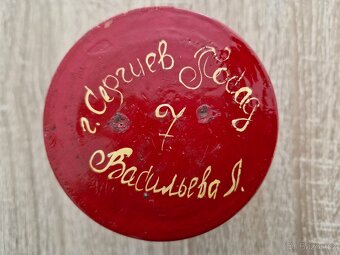 г. Сергиев Посад
7
Васильева Л.